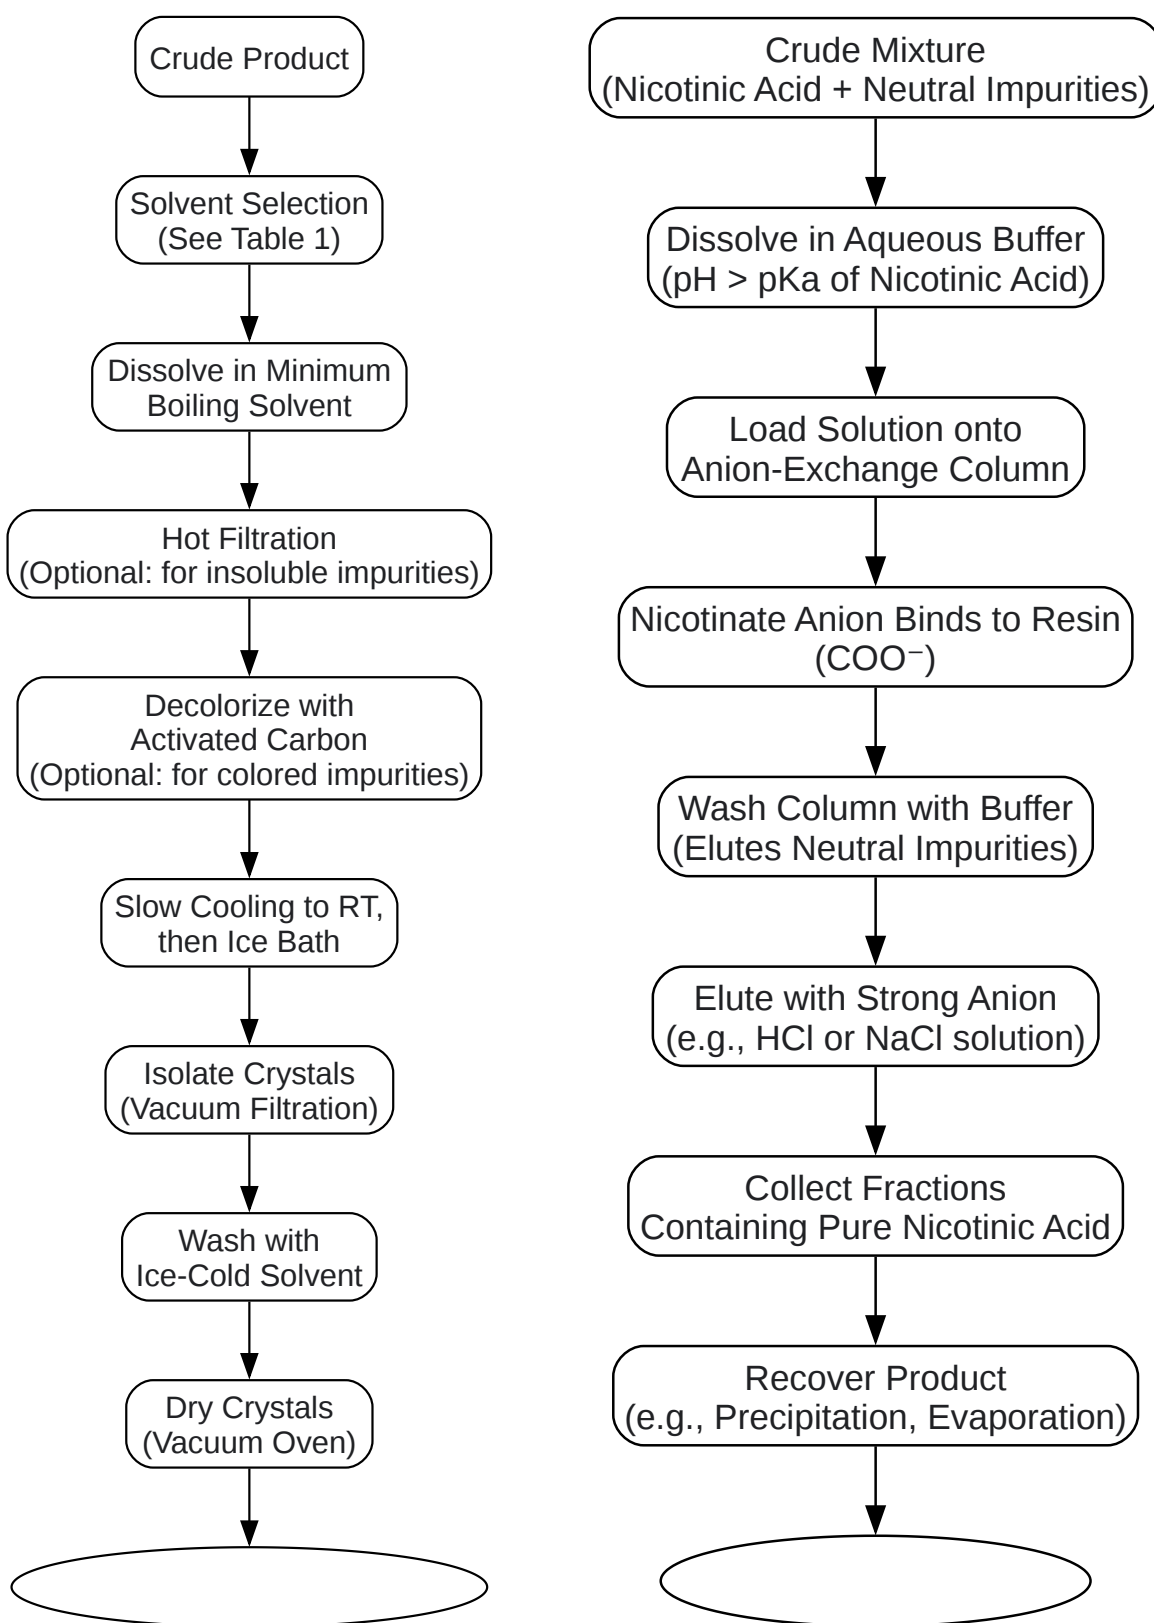 Crude Product
Solvent Selection
(See Table 1)
Dissolve in Minimum
Boiling Solvent
Hot Filtration
(Optional: for insoluble impurities)
Decolorize with
Activated Carbon
(Optional: for colored impurities)
Slow Cooling to RT,
then Ice Bath
Isolate Crystals
(Vacuum Filtration)
Wash with
Ice-Cold Solvent
Dry Crystals
(Vacuum Oven)
Crude Mixture
(Nicotinic Acid + Neutral Impurities)
Dissolve in Aqueous Buffer
(pH > pKa of Nicotinic Acid)
Load Solution onto
Anion-Exchange Column
Nicotinate Anion Binds to Resin
(COO⁻)
Wash Column with Buffer
(Elutes Neutral Impurities)
Elute with Strong Anion
(e.g., HCl or NaCl solution)
Collect Fractions
Containing Pure Nicotinic Acid
Recover Product
(e.g., Precipitation, Evaporation)